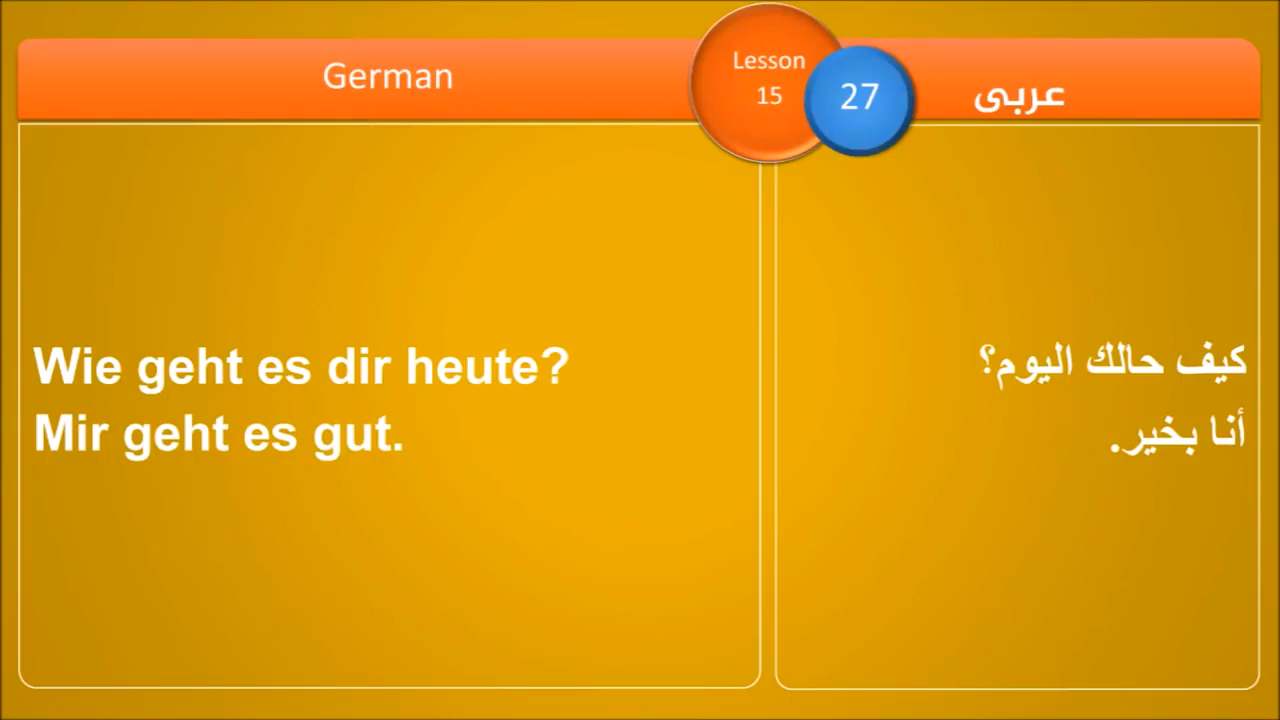 German
Lesson
15
27
عربى
Wie geht es dir heute?
Mir geht es gut.
كيف حالك اليوم؟
أنا بخير.